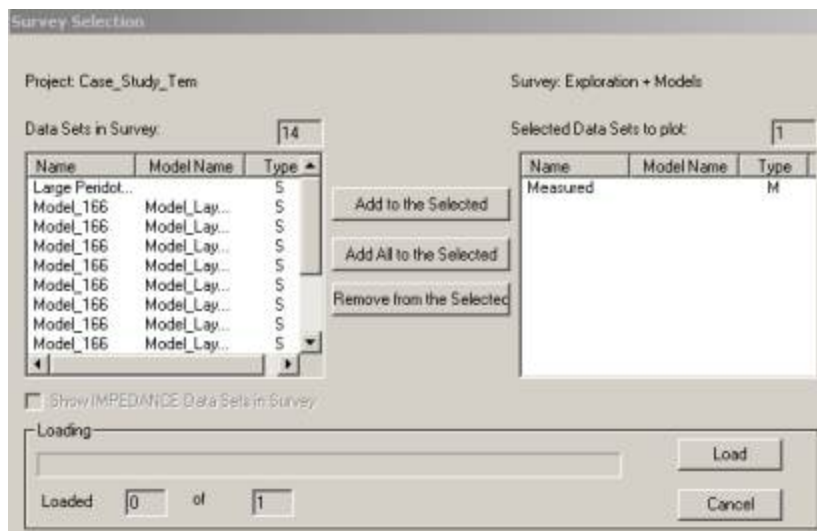 Survey Selection
Project: Case_Study_Tem
Survey: Exploration + Models
Data Sets in Survey:
14
Selected Data Sets to plot:
1
Name Model Name Type
Large Peridot... S
Model_166 Model_Lay... S
Model_166 Model_Lay... S
Model_166 Model_Lay... S
Model_166 Model_Lay... S
Model_166 Model_Lay... S
Model_166 Model_Lay... S
Model_166 Model_Lay... S
Model_166 Model_Lay... S
Add to the Selected
Add All to the Selected
Remove from the Selected
Name Model Name Type
Measured M
Show IMPEDANCE Data Sets in Survey
Loading
Load
Loaded 0 of 1
Cancel